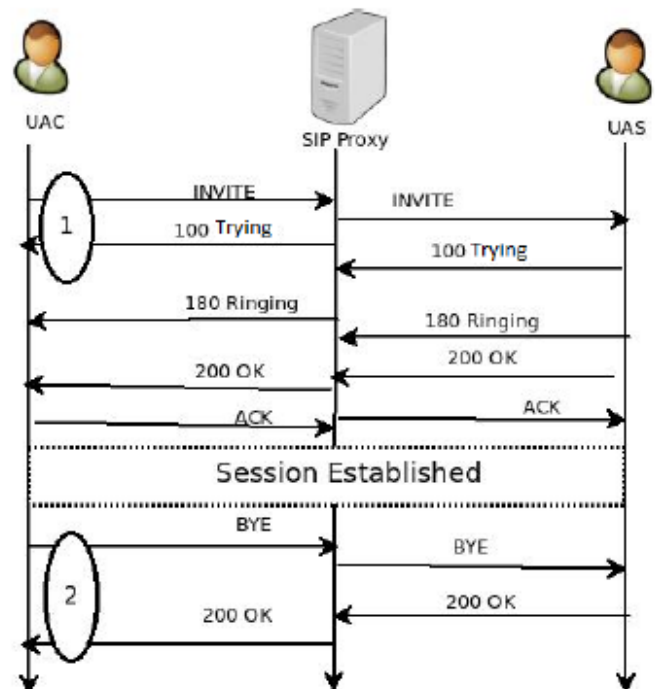 UAC
SIP Proxy
UAS
INVITE
INVITE
1
100 Trying
100 Trying
180 Ringing
180 Ringing
200 OK
200 OK
ACK
ACK
Session Established
BYE
BYE
2
200 OK
200 OK